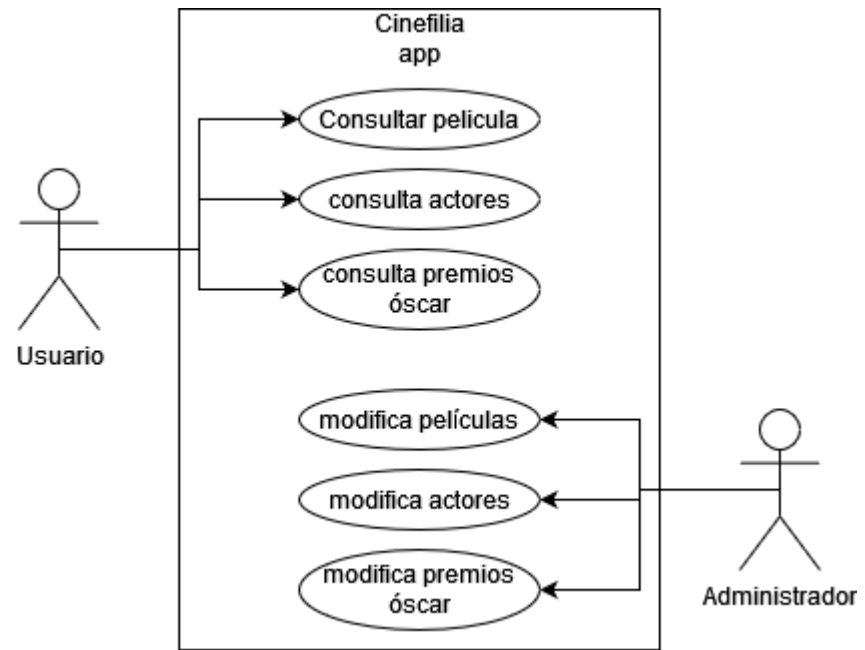 Cinefilia
app
Consultar pelicula
consulta actores
consulta premios
óscar
Usuario
modifica películas
modifica actores
modifica premios
óscar
Administrador